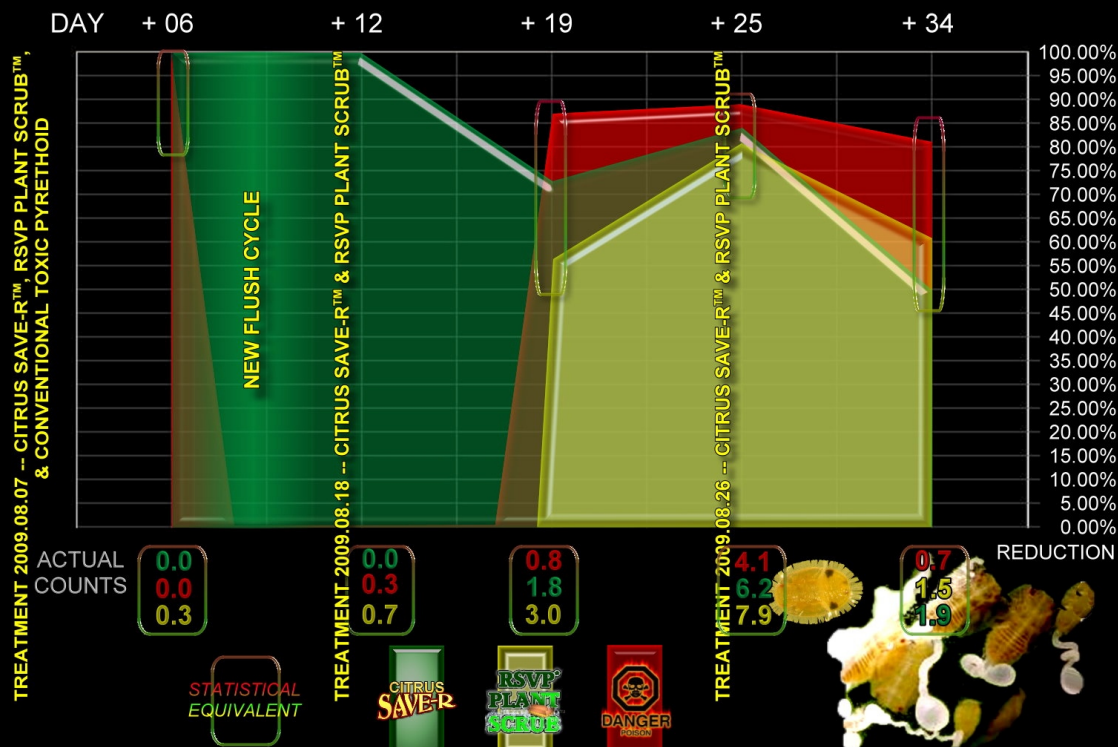 DAY + 06 + 12 + 19 + 25 + 34
TREATMENT 2009.08.07 -- CITRUS SAVE-R™, RSVP PLANT SCRUB™,
& CONVENTIONAL TOXIC PYRETHOID
NEW FLUSH CYCLE
TREATMENT 2009.08.18 -- CITRUS SAVE-R™ & RSVP PLANT SCRUB™
TREATMENT 2009.08.26 -- CITRUS SAVE-R™ & RSVP PLANT SCRUB™
100.00%
95.00%
90.00%
85.00%
80.00%
75.00%
70.00%
65.00%
60.00%
55.00%
50.00%
45.00%
40.00%
35.00%
30.00%
25.00%
20.00%
15.00%
10.00%
5.00%
0.00%
REDUCTION
ACTUAL
COUNTS
0.0
0.0
0.3
0.0
0.3
0.7
0.8
1.8
3.0
4.1
6.2
7.9
0.7
1.5
1.9
STATISTICAL
EQUIVALENT
CITRUS
SAVE-R
RSVP®
PLANT
SCRUB
DANGER
POISON